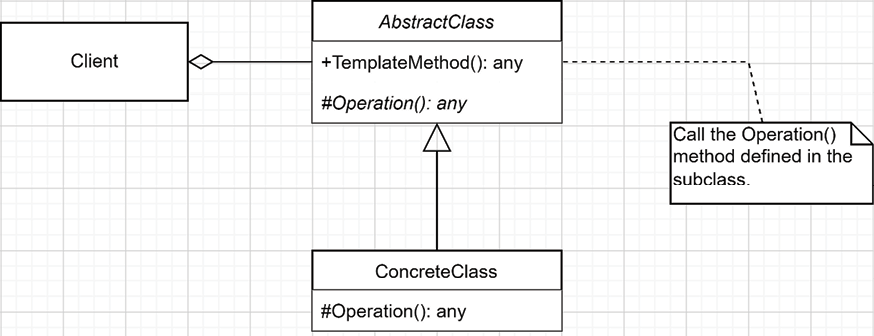 AbstractClass
Client
+TemplateMethod(): any
#Operation(): any
Call the Operation()
method defined in the
subclass.
ConcreteClass
#Operation(): any